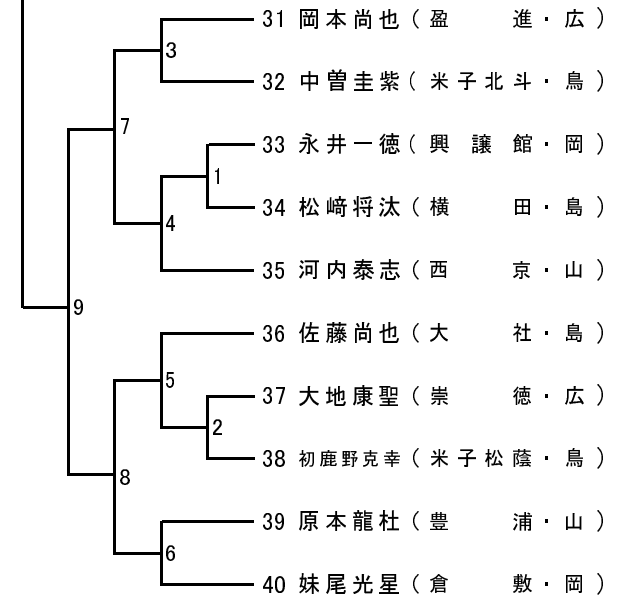 31 岡本尚也（盈 進・広）
3
32 中曽圭紫（米子北斗・鳥）
7
33 永井一徳（興譲館・岡）
1
34 松﨑将汰（横 田・島）
4
35 河内泰志（西 京・山）
9
36 佐藤尚也（大 社・島）
5
37 大地康聖（崇 徳・広）
2
38 初鹿野克幸（米子松蔭・鳥）
8
39 原本龍杜（豊 浦・山）
6
40 妹尾光星（倉 敷・岡）